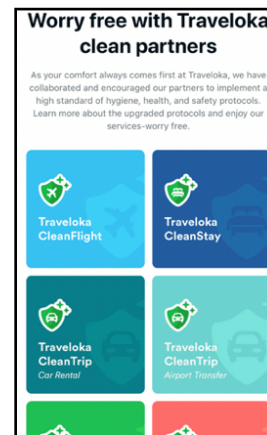 Worry free with Traveloka
clean partners
As your comfort always comes first at Traveloka, we have
collaborated and encouraged our partners to implement a
high standard of hygiene, health, and safety protocols.
Learn more about the upgraded protocols and enjoy our
services-worry free.
Traveloka
CleanFlight
Traveloka
CleanStay
Traveloka
CleanTrip
Car Rental
Traveloka
CleanTrip
Airport Transfer